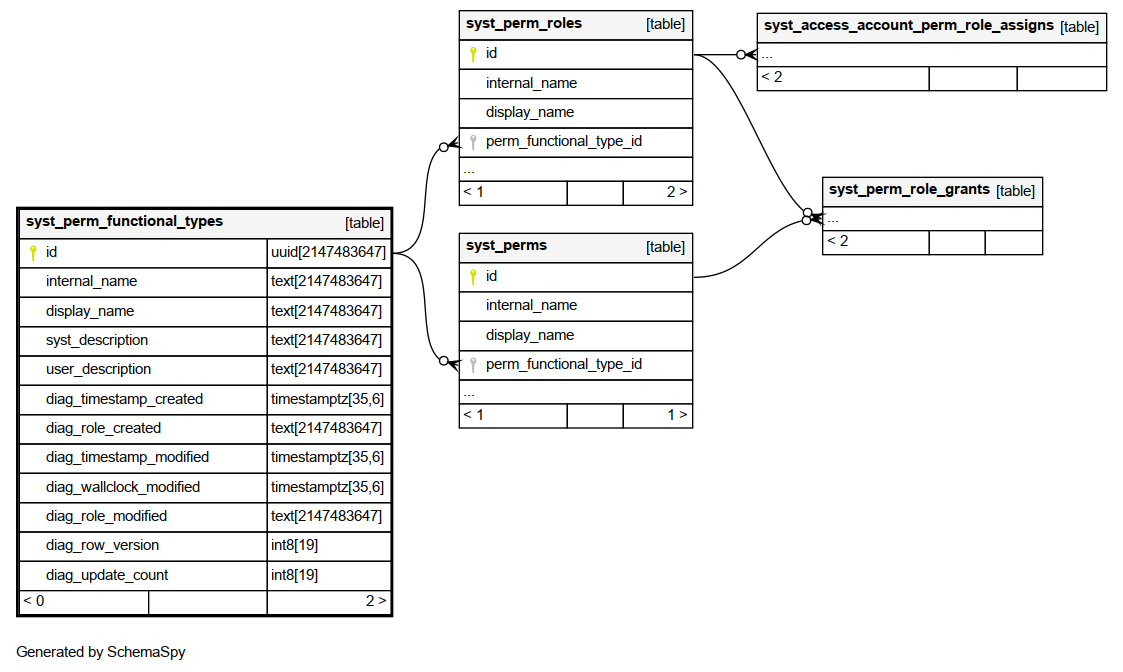 syst_perm_roles [table]
id
internal_name
display_name
perm_functional_type_id
...
< 1 2 >
syst_access_account_perm_role_assigns [table]
...
< 2
syst_perm_role_grants [table]
...
< 2
syst_perm_functional_types [table]
id uuid[2147483647]
internal_name text[2147483647]
display_name text[2147483647]
syst_description text[2147483647]
user_description text[2147483647]
diag_timestamp_created timestamptz[35,6]
diag_role_created text[2147483647]
diag_timestamp_modified timestamptz[35,6]
diag_wallclock_modified timestamptz[35,6]
diag_role_modified text[2147483647]
diag_row_version int8[19]
diag_update_count int8[19]
< 0 2 >
syst_perms [table]
id
internal_name
display_name
perm_functional_type_id
...
< 1 1 >
Generated by SchemaSpy